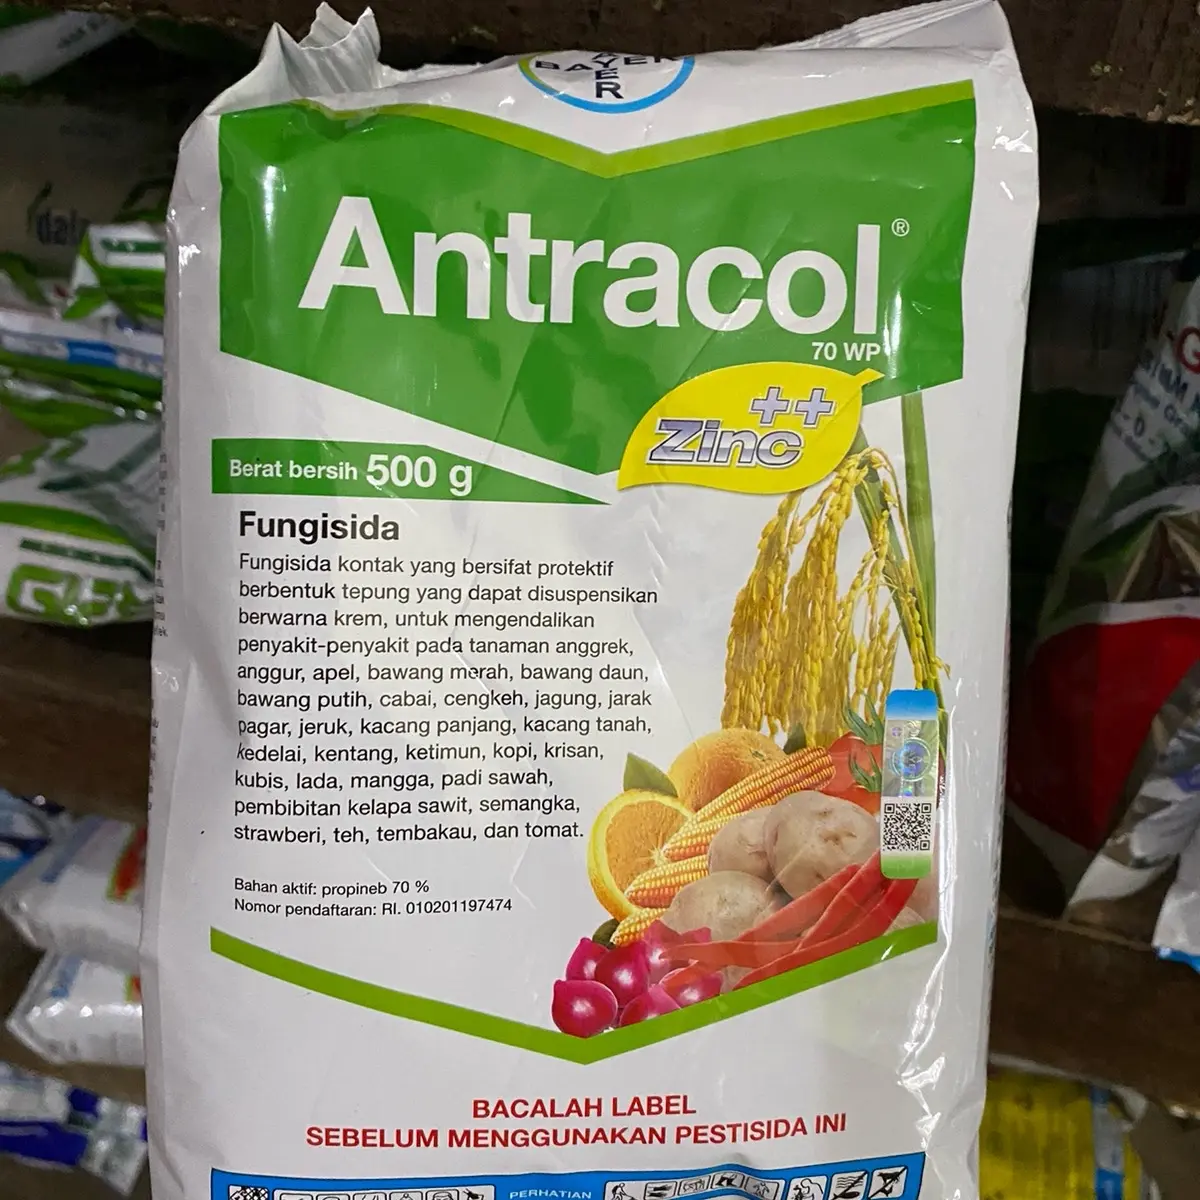 BAYER
BAYER
Antracol®
70 WP
Zinc++
Berat bersih 500 g
Fungisida
Fungisida kontak yang bersifat protektif
berbentuk tepung yang dapat disuspensikan
berwarna krem, untuk mengendalikan
penyakit-penyakit pada tanaman anggrek,
anggur, apel, bawang merah, bawang daun,
bawang putih, cabai, cengkeh, jagung, jarak
pagar, jeruk, kacang panjang, kacang tanah,
kedelai, kentang, ketimun, kopi, krisan,
kubis, lada, mangga, padi sawah,
pembibitan kelapa sawit, semangka,
strawberi, teh, tembakau, dan tomat.
Bahan aktif: propineb 70 %
Nomor pendaftaran: RI. 010201197474
BACALAH LABEL
SEBELUM MENGGUNAKAN PESTISIDA INI
PERHATIAN